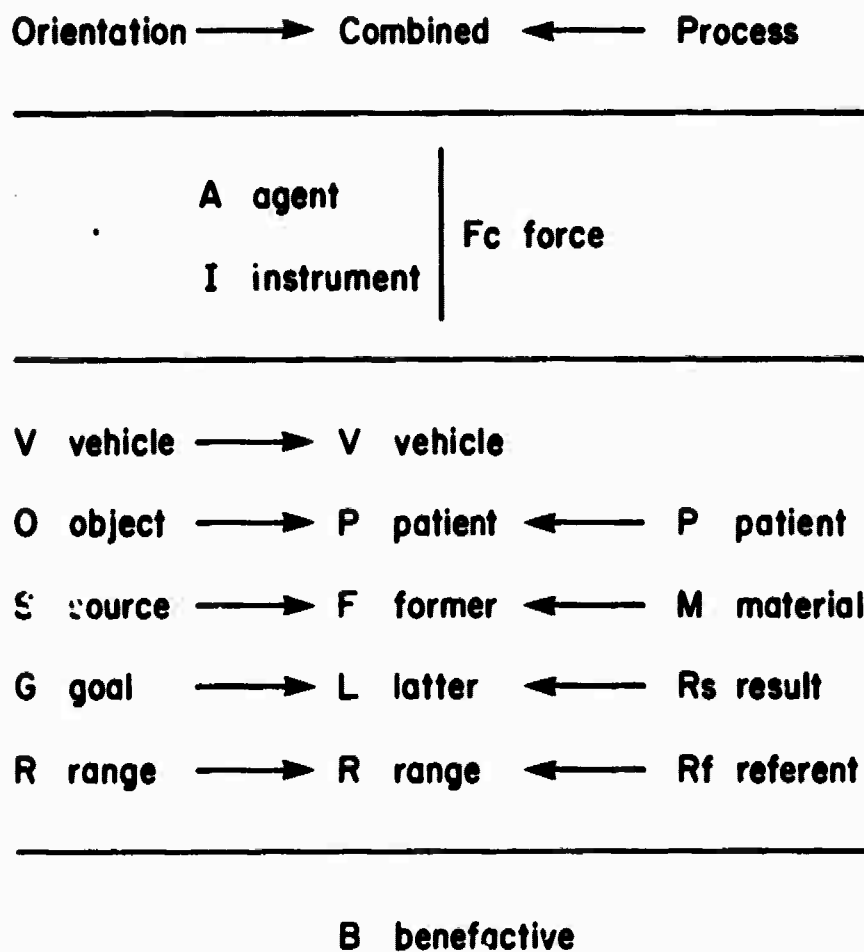 Orientation → Combined ← Process
A agent
Fc force
I instrument
V vehicle → V vehicle
O object → P patient ← P patient
S source → F former ← M material
G goal → L latter ← Rs result
R range → R range ← Rf referent
B benefactive